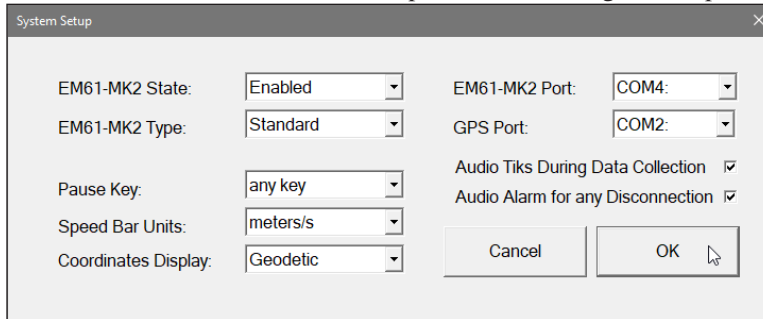 System Setup
EM61-MK2 State: Enabled
EM61-MK2 Port: COM4:
EM61-MK2 Type: Standard
GPS Port: COM2:
Audio Tiks During Data Collection
Pause Key: any key
Audio Alarm for any Disconnection
Speed Bar Units: meters/s
Cancel
OK
Coordinates Display: Geodetic